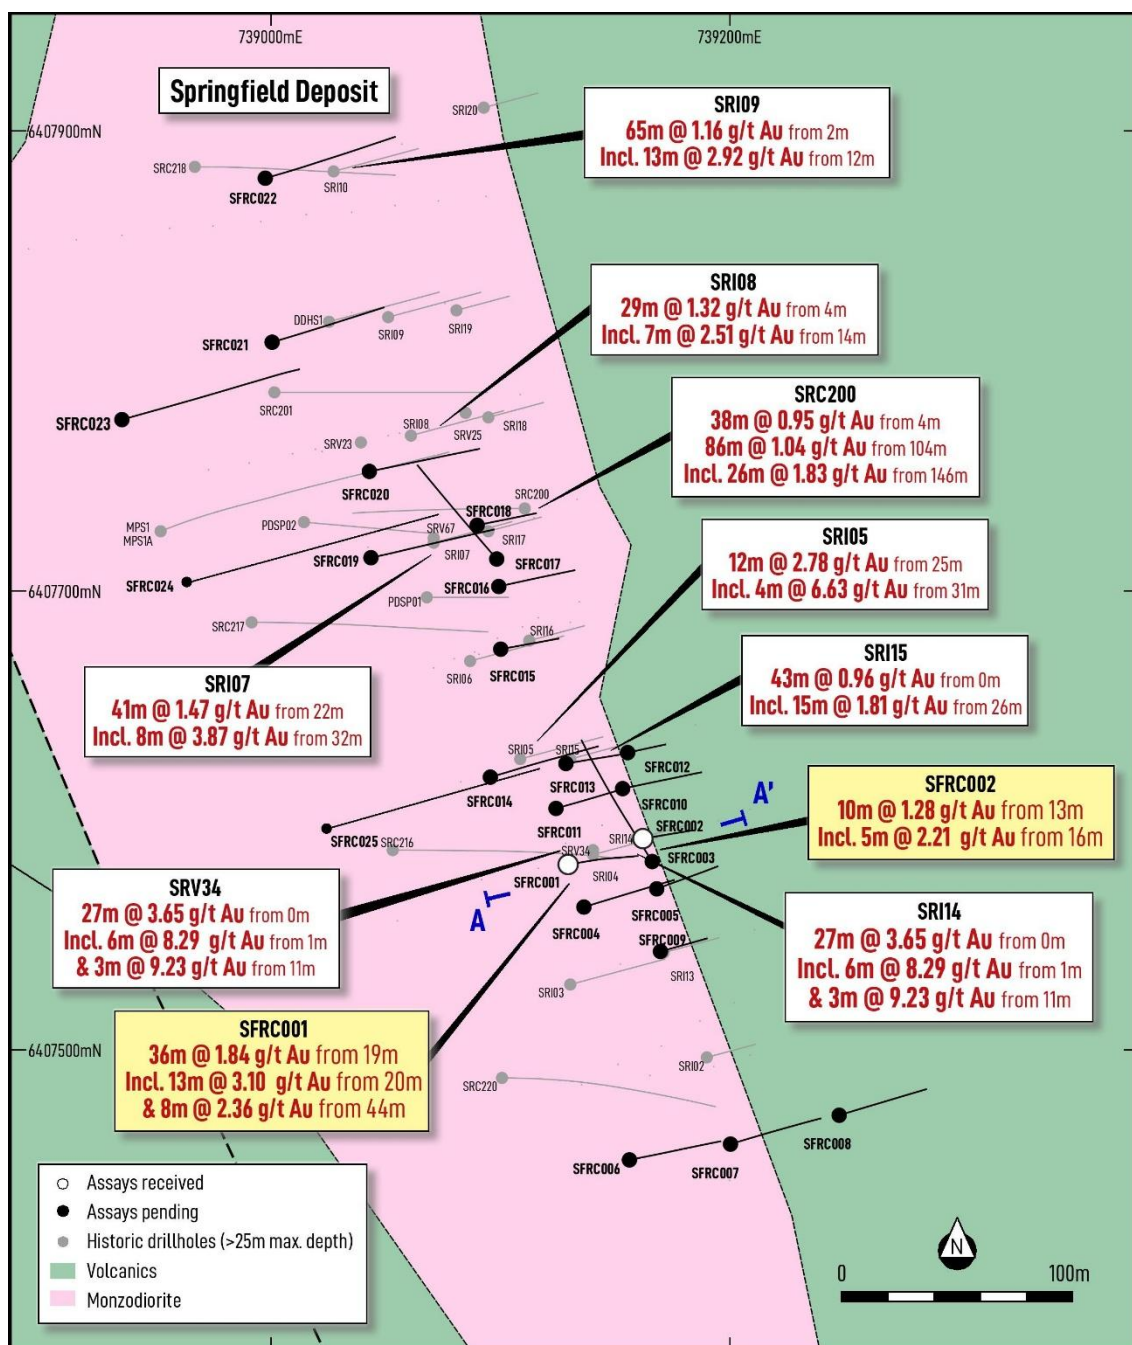 739000mE
739200mE
Springfield Deposit
6407900mN
SRI20
SRI09
65m @ 1.16 g/t Au from 2m
Incl. 13m @ 2.92 g/t Au from 12m
SRC218
SFRC022
SRI10
SRI08
29m @ 1.32 g/t Au from 4m
Incl. 7m @ 2.51 g/t Au from 14m
DDHS1
SRI09
SRI19
SFRC021
SRC200
38m @ 0.95 g/t Au from 4m
86m @ 1.04 g/t Au from 104m
Incl. 26m @ 1.83 g/t Au from 146m
SRC201
SFRC023
SRI08
SRV25
SRI18
SRV23
SFRC020
SRC200
SFRC018
MPS1
MPS1A
PDSP02
SRV67
SRI07
SRI17
SFRC019
SFRC017
SFRC024
SFRC016
6407700mN
PDSP01
SRI05
12m @ 2.78 g/t Au from 25m
Incl. 4m @ 6.63 g/t Au from 31m
SRC217
SRI16
SRI06
SFRC015
SRI07
41m @ 1.47 g/t Au from 22m
Incl. 8m @ 3.87 g/t Au from 32m
SRI15
43m @ 0.96 g/t Au from 0m
Incl. 15m @ 1.81 g/t Au from 26m
SRI05
SRI15
SFRC012
SFRC013
SFRC014
SFRC010
SFRC011
A'
SFRC002
10m @ 1.28 g/t Au from 13m
Incl. 5m @ 2.21 g/t Au from 16m
SFRC025
SRC216
SRI14
SFRC002
SRV34
SFRC003
SFRC001
SRI04
SRV34
27m @ 3.65 g/t Au from 0m
Incl. 6m @ 8.29 g/t Au from 1m
& 3m @ 9.23 g/t Au from 11m
A
SFRC004
SFRC005
SFRC009
SRI14
27m @ 3.65 g/t Au from 0m
Incl. 6m @ 8.29 g/t Au from 1m
& 3m @ 9.23 g/t Au from 11m
SRI03
SRI13
SFRC001
36m @ 1.84 g/t Au from 19m
Incl. 13m @ 3.10 g/t Au from 20m
& 8m @ 2.36 g/t Au from 44m
6407500mN
SRI02
SRC220
SFRC008
SFRC007
SFRC006
Assays received
Assays pending
Historic drillholes (>25m max. depth)
Volcanics
Monzodiorite
N
0
100m